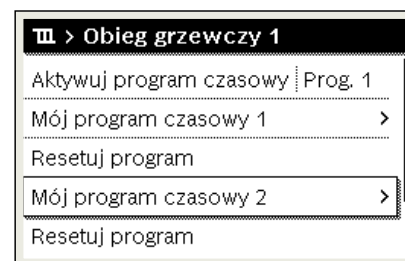 > Obieg grzewczy 1
Aktywuj program czasowy Prog. 1
Mój program czasowy 1 >
Resetuj program
Mój program czasowy 2 >
Resetuj program